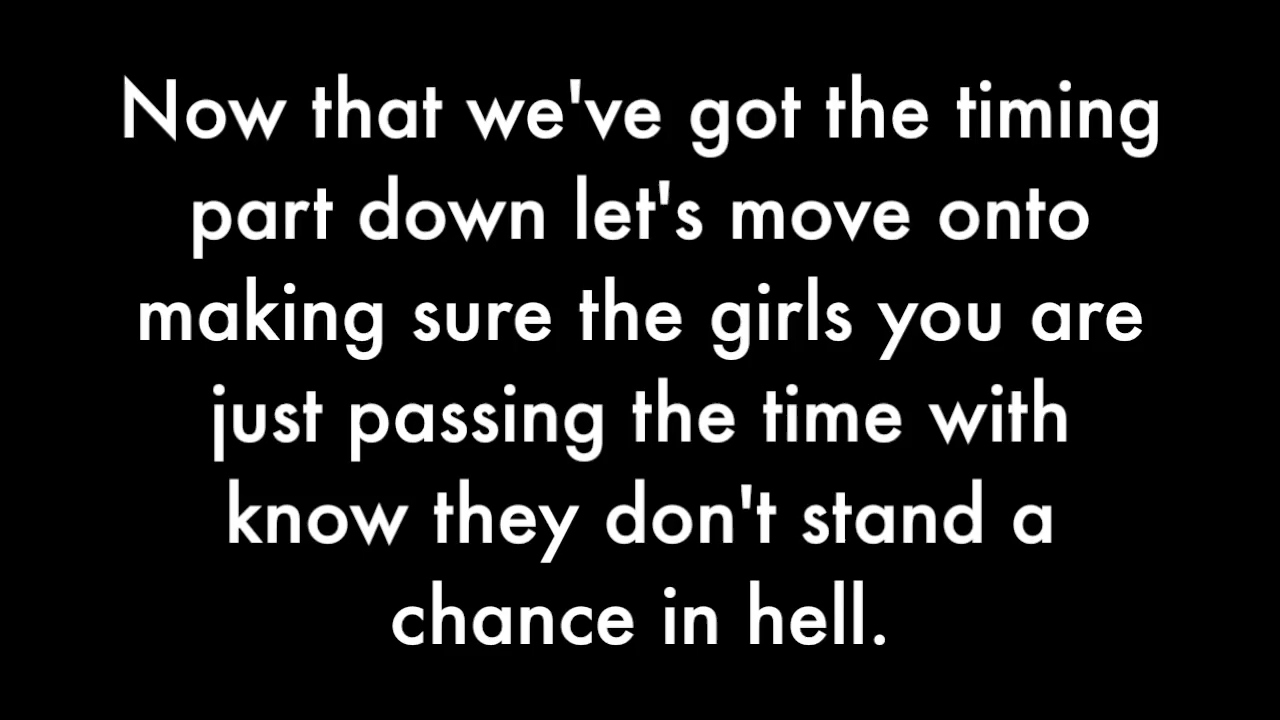 Now that we've got the timing
part down let's move onto
making sure the girls you are
just passing the time with
know they don't stand a
chance in hell.